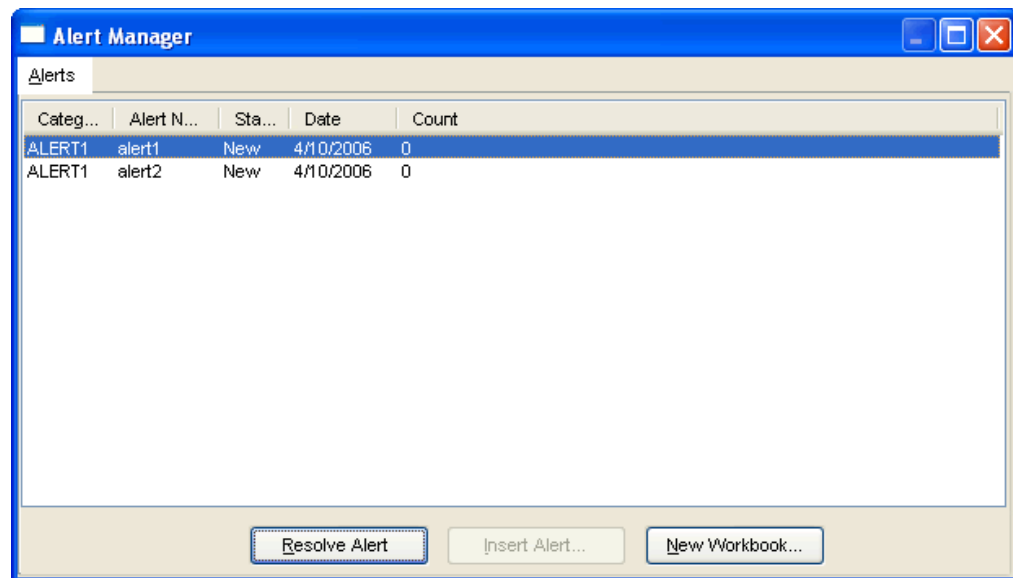 Alert Manager
Alerts
Categ... Alert N... Sta... Date Count
ALERT1 alert1 New 4/10/2006 0
ALERT1 alert2 New 4/10/2006 0
Resolve Alert Insert Alert... New Workbook...